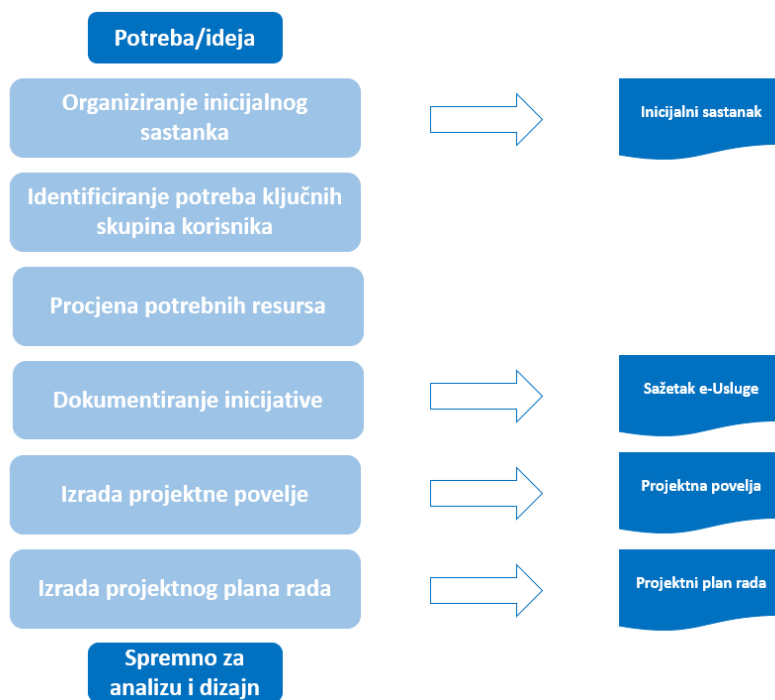 Potreba/ideja
Organiziranje inicijalnog
sastanka
Inicijalni sastanak
Identificiranje potreba ključnih
skupina korisnika
Procjena potrebnih resursa
Dokumentiranje inicijative
Sažetak e-Usluge
Izrada projektne povelje
Projektna povelja
Izrada projektnog plana rada
Projektni plan rada
Spremno za
analizu i dizajn